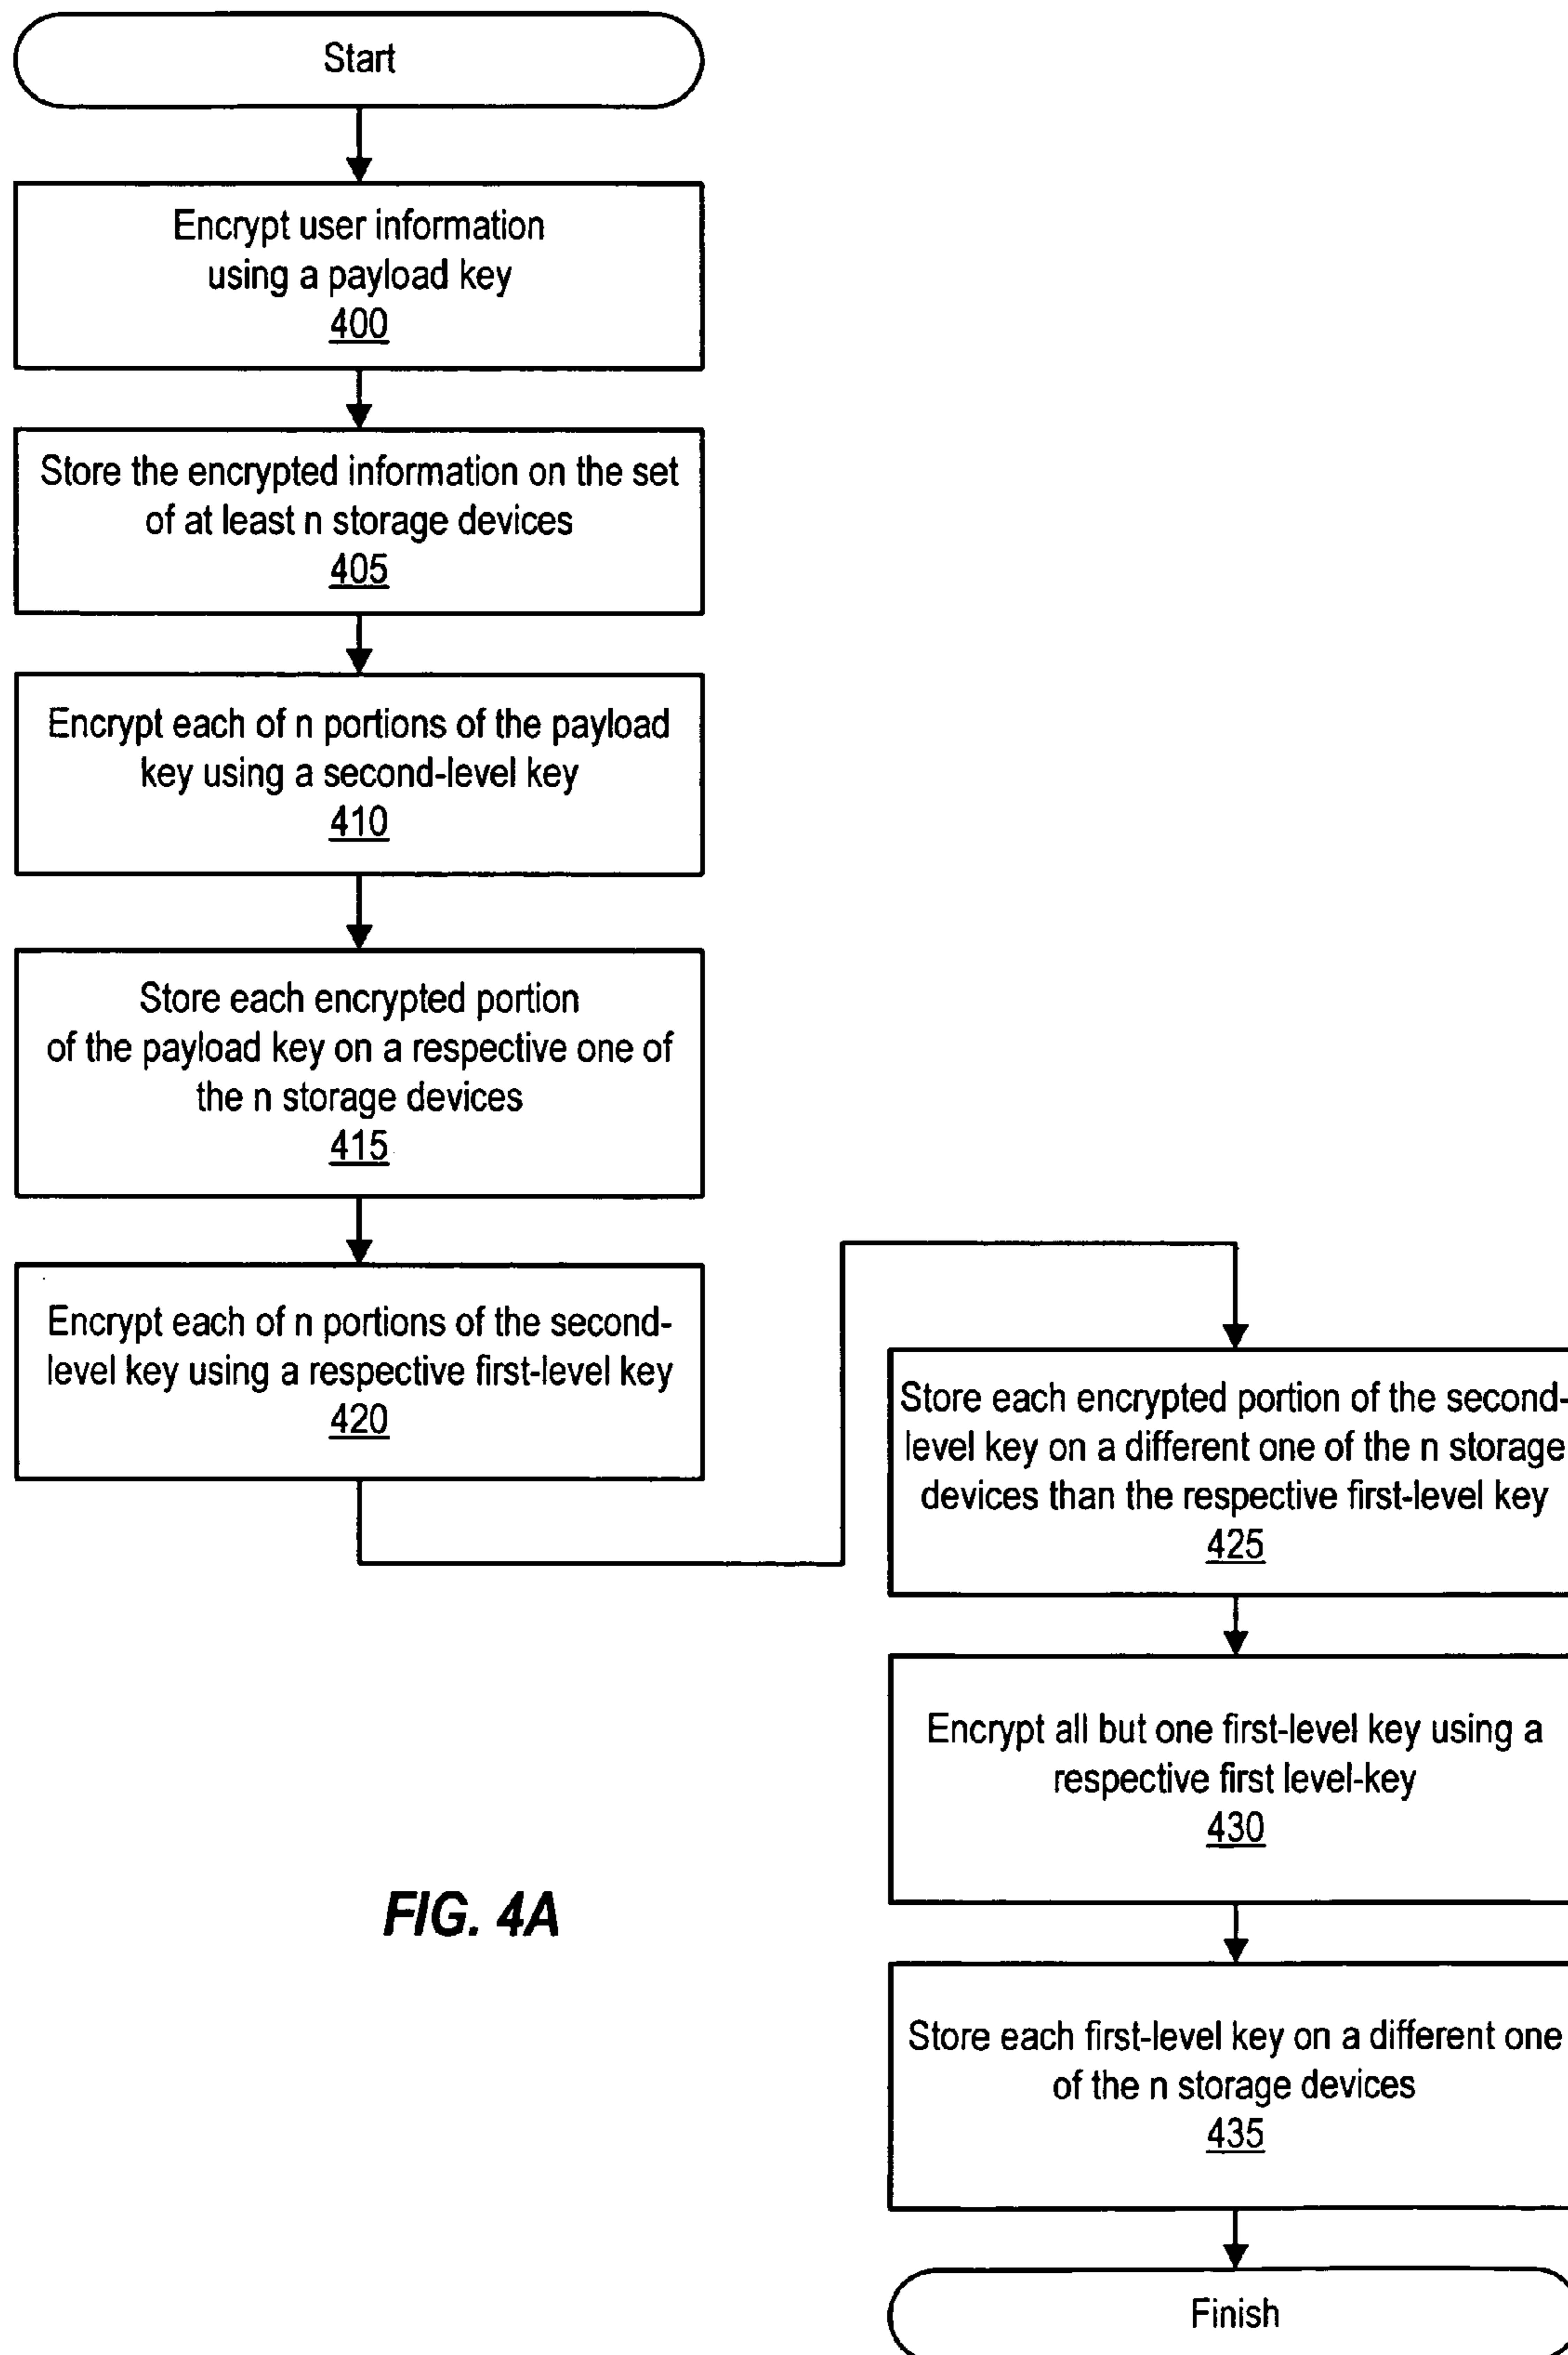 Start
Encrypt user information
using a payload key
400
Store the encrypted information on the set
of at least n storage devices
405
Encrypt each of n portions of the payload
key using a second-level key
410
Store each encrypted portion
of the payload key on a respective one of
the n storage devices
415
Encrypt each of n portions of the second-
level key using a respective first-level key
420
Store each encrypted portion of the second-
level key on a different one of the n storage
devices than the respective first-level key
425
Encrypt all but one first-level key using a
respective first level-key
430
Store each first-level key on a different one
of the n storage devices
435
Finish
FIG. 4A